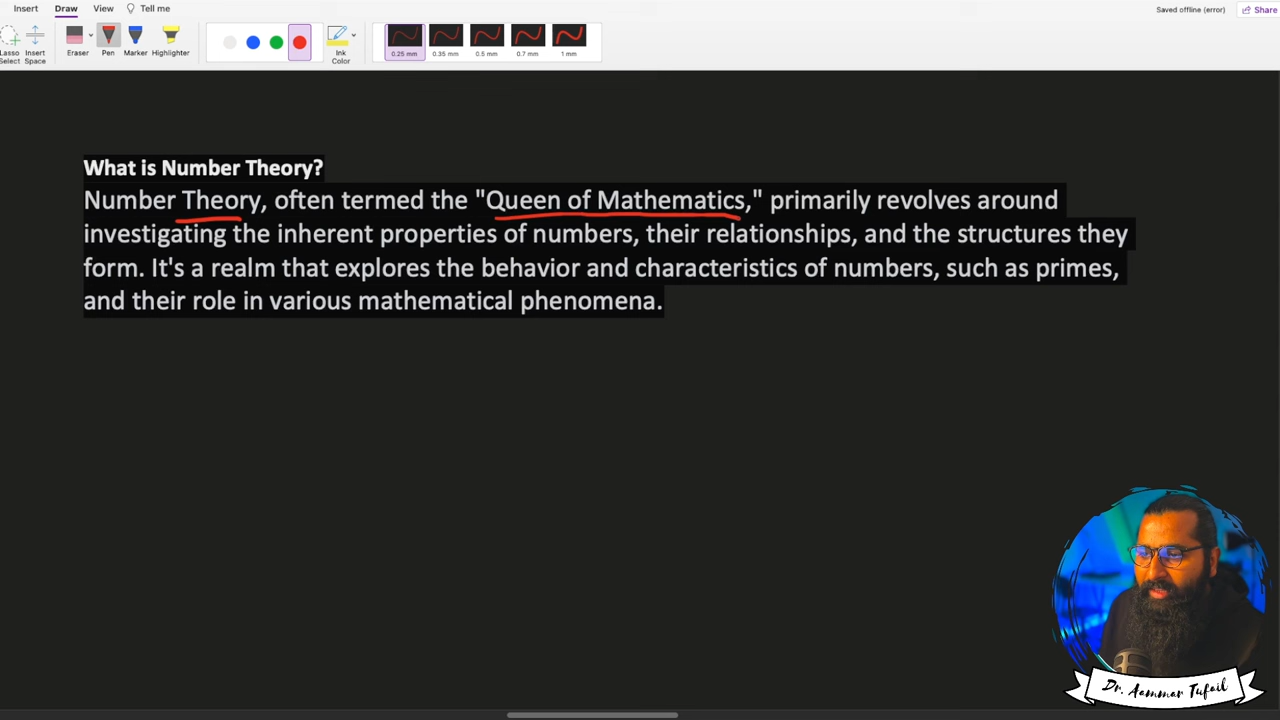 Insert Draw View Tell me
Saved offline (error) Share
Lasso Select
Insert Space
Eraser
Pen
Marker
Highlighter
Ink Color
0.25 mm 0.35 mm 0.5 mm 0.7 mm 1 mm
What is Number Theory?
Number Theory, often termed the "Queen of Mathematics," primarily revolves around
investigating the inherent properties of numbers, their relationships, and the structures they
form. It's a realm that explores the behavior and characteristics of numbers, such as primes,
and their role in various mathematical phenomena.
Dr. Aammar Tufail